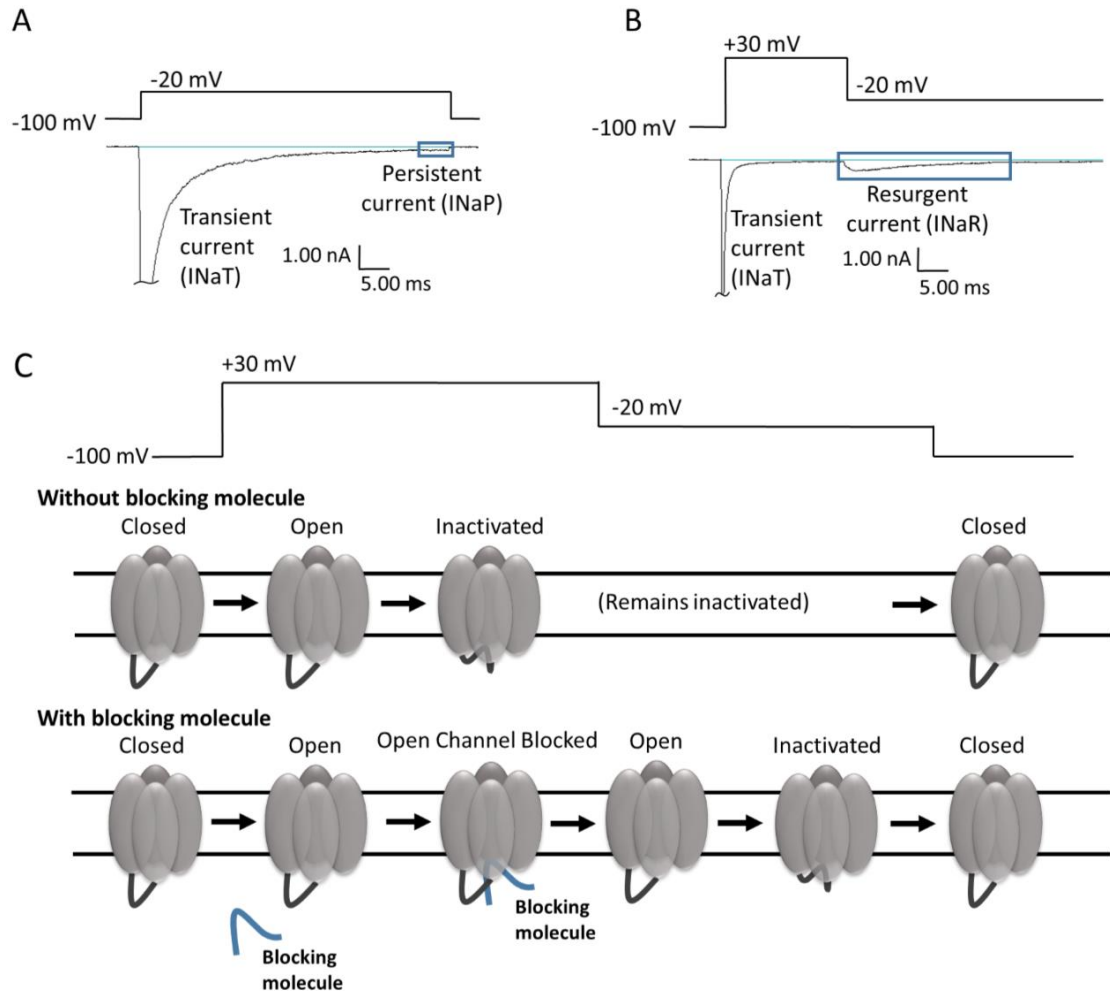 A
-20 mV
-100 mV
Persistent
current (INaP)
Transient
current
(INaT)
1.00 nA
5.00 ms
B
+30 mV
-20 mV
-100 mV
Resurgent
current (INaR)
Transient
current
(INaT)
1.00 nA
5.00 ms
C
+30 mV
-20 mV
-100 mV
Without blocking molecule
Closed
Open
Inactivated
Closed
(Remains inactivated)
With blocking molecule
Closed
Open
Open Channel Blocked
Open
Inactivated
Closed
Blocking
molecule
Blocking
molecule